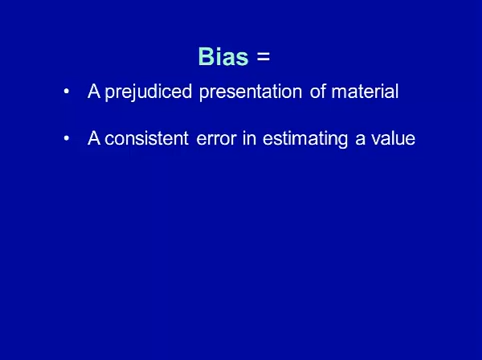 Bias =
• A prejudiced presentation of material
• A consistent error in estimating a value